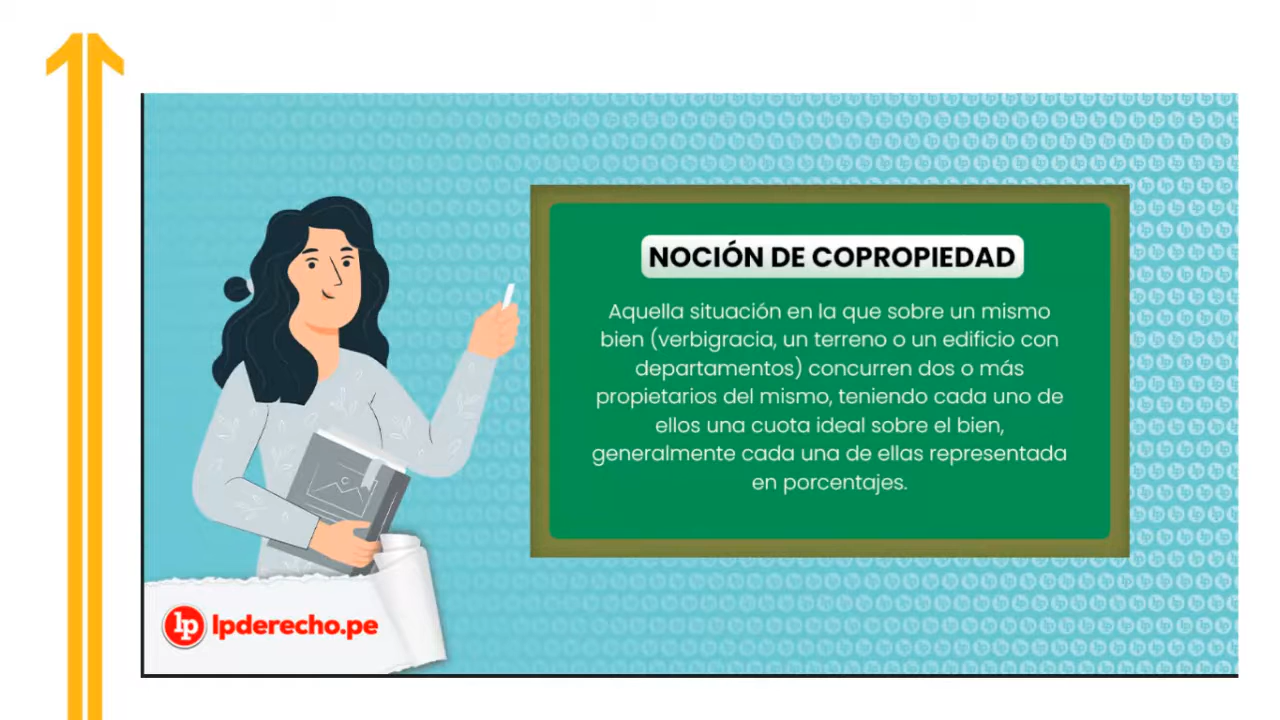 NOCIÓN DE COPROPIEDAD
Aquella situación en la que sobre un mismo
bien (verbigracia, un terreno o un edificio con
departamentos) concurren dos o más
propietarios del mismo, teniendo cada uno de
ellos una cuota ideal sobre el bien,
generalmente cada una de ellas representada
en porcentajes.
lp lpderecho.pe